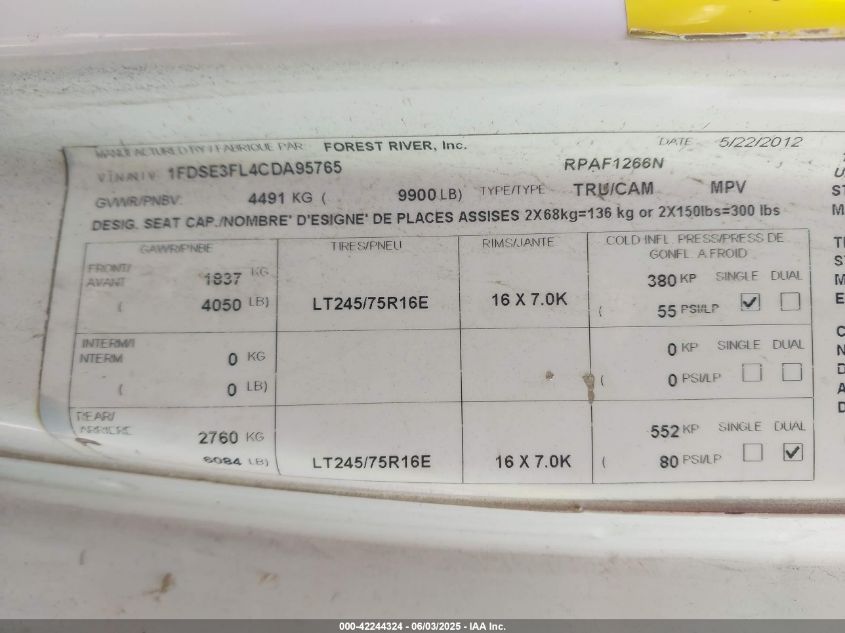 MANUFACTURED BY / FABRIQUE PAR FOREST RIVER, Inc. DATE 5/22/2012
VIN/NIV 1FDSE3FL4CDA95765 RPAF1266N
GVWR/PNBV: 4491 KG ( 9900 LB) TYPE/TYPE TRU/CAM MPV
DESIG. SEAT CAP./NOMBRE' D'ESIGNE' DE PLACES ASSISES 2X68kg=136 kg or 2X150lbs=300 lbs
GAWR/PNBE TIRES/PNEU RIMS/JANTE COLD INFL. PRESS/PRESS DE
GONFL. A.FROID
FRONT/
AVANT 1837 KG 380 KP SINGLE DUAL
( 4050 LB) LT245/75R16E 16 X 7.0K ( 55 PSI/LP
INTERM/I
NTERM 0 KG 0 KP SINGLE DUAL
( 0 LB) ( 0 PSI/LP
REAR/
ARRIERE 2760 KG 552 KP SINGLE DUAL
6084 LB) LT245/75R16E 16 X 7.0K ( 80 PSI/LP
000-42244324 - 06/03/2025 - IAA Inc.